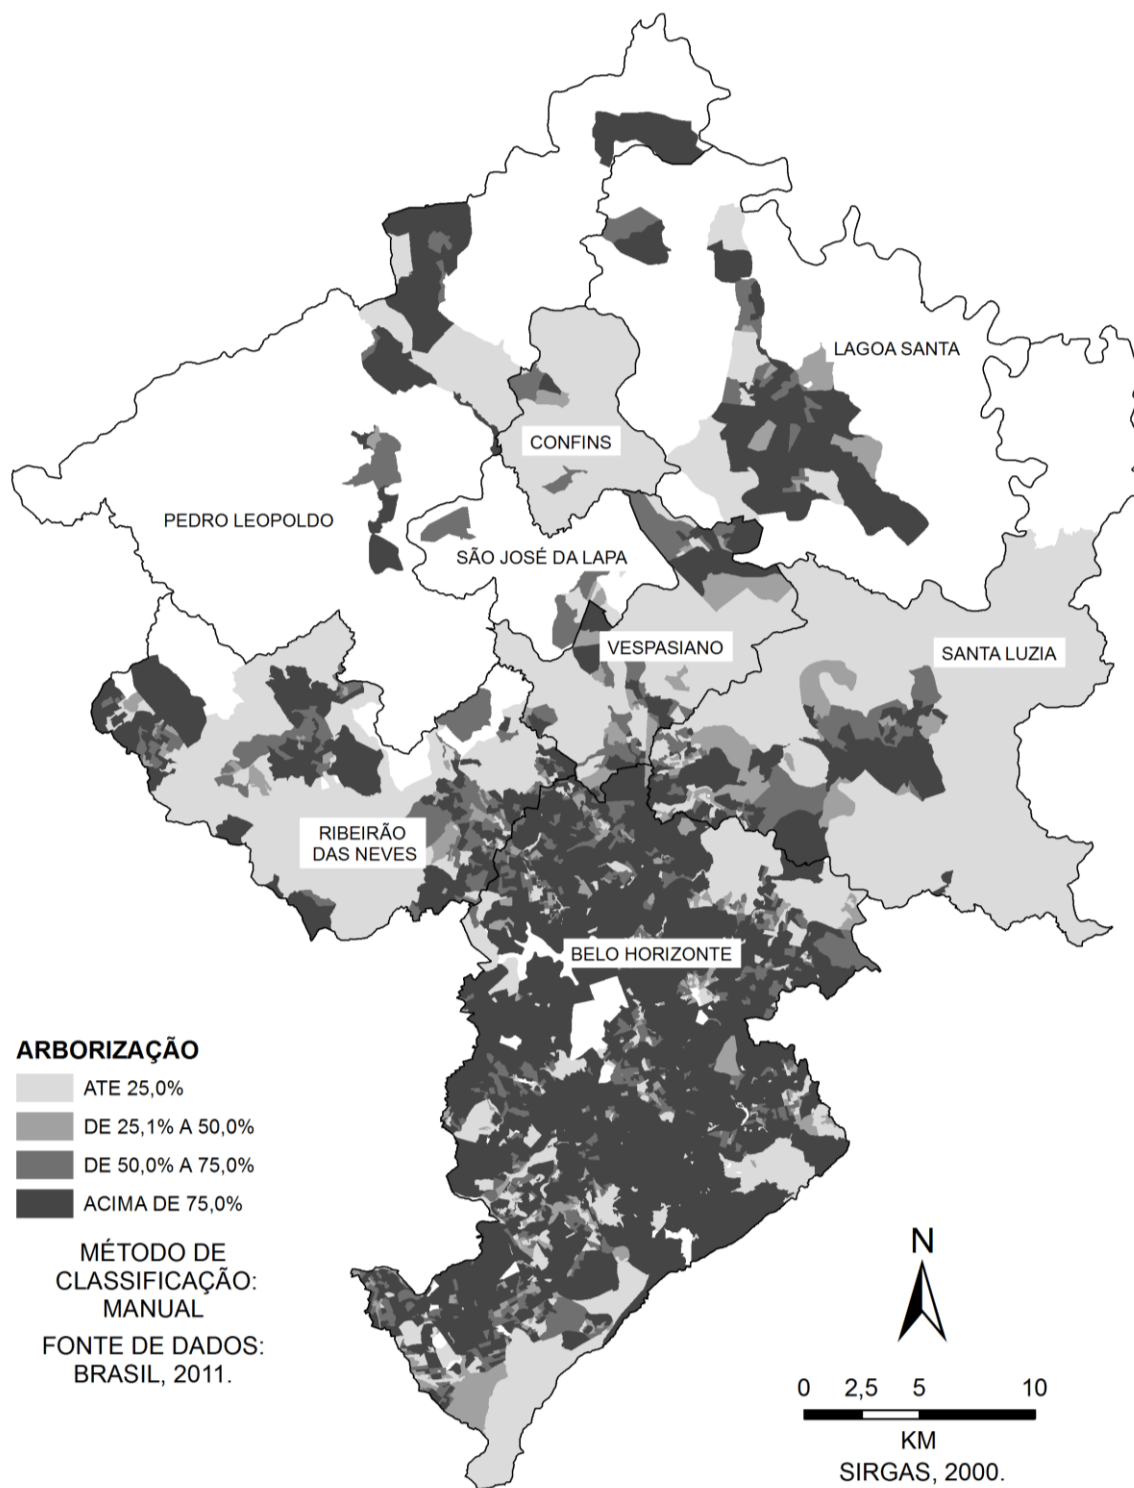 LAGOA SANTA
CONFINS
PEDRO LEOPOLDO
SÃO JOSÉ DA LAPA
VESPASIANO
SANTA LUZIA
RIBEIRÃO
DAS NEVES
BELO HORIZONTE
ARBORIZAÇÃO
ATE 25,0%
DE 25,1% A 50,0%
DE 50,0% A 75,0%
ACIMA DE 75,0%
MÉTODO DE
CLASSIFICAÇÃO:
MANUAL
FONTE DE DADOS:
BRASIL, 2011.
N
0 2,5 5 10
KM
SIRGAS, 2000.